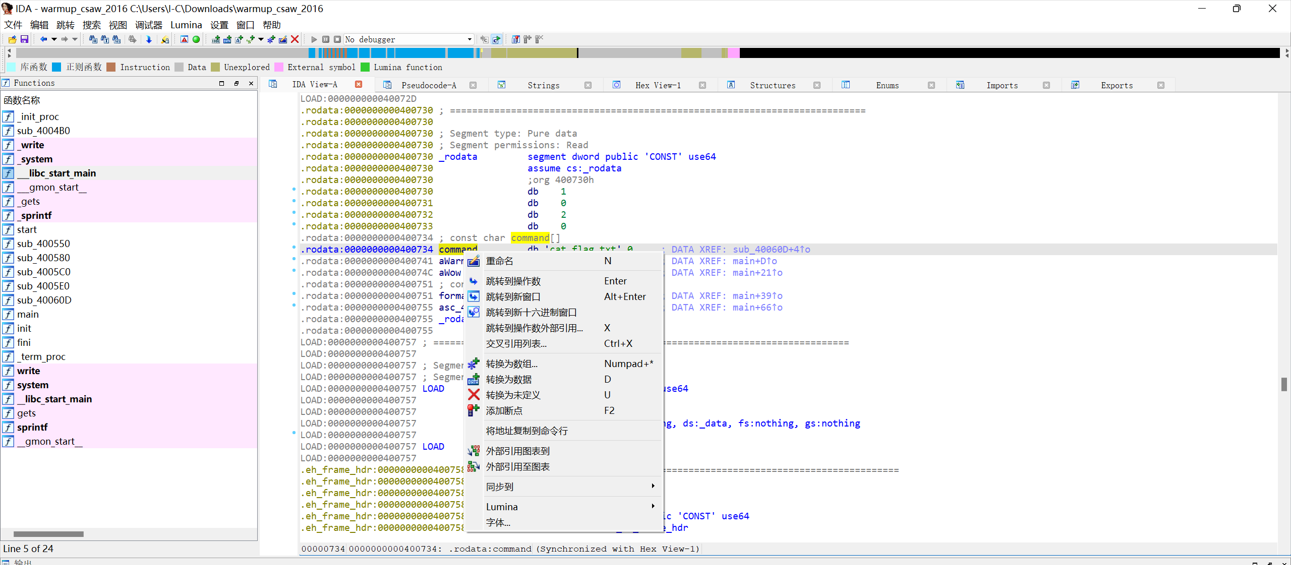 IDA - warmup_csaw_2016 C:\Users\I-C\Downloads\warmup_csaw_2016
文件 编辑 跳转 搜索 视图 调试器 Lumina 设置 窗口 帮助
No debugger
库函数 正则函数 Instruction Data Unexplored External symbol Lumina function
Functions
IDA View-A Pseudocode-A Strings Hex View-1 Structures Enums Imports Exports
函数名称
_init_proc
sub_4004B0
_write
_system
___libc_start_main
___gmon_start__
_gets
_sprintf
start
sub_400550
sub_400580
sub_4005C0
sub_4005E0
sub_40060D
main
init
fini
_term_proc
write
system
__libc_start_main
gets
sprintf
__gmon_start__
Line 5 of 24
LOAD:000000000040072D
.rodata:0000000000400730 ; ===========================================================================
.rodata:0000000000400730
.rodata:0000000000400730 ; Segment type: Pure data
.rodata:0000000000400730 ; Segment permissions: Read
.rodata:0000000000400730 _rodata segment dword public 'CONST' use64
.rodata:0000000000400730 assume cs:_rodata
.rodata:0000000000400730 ;org 400730h
.rodata:0000000000400730 db 1
.rodata:0000000000400731 db 0
.rodata:0000000000400732 db 2
.rodata:0000000000400733 db 0
.rodata:0000000000400734 ; const char command[]
.rodata:0000000000400734 command db 'cat flag.txt',0 ; DATA XREF: sub_40060D+4↑o
.rodata:0000000000400741 aWarm ; DATA XREF: main+D↑o
.rodata:000000000040074C aWow ; DATA XREF: main+21↑o
.rodata:0000000000400751 ; con
.rodata:0000000000400751 forma ; DATA XREF: main+39↑o
.rodata:0000000000400755 asc_4 ; DATA XREF: main+66↑o
.rodata:0000000000400755 _roda
.rodata:0000000000400755
LOAD:0000000000400757 ; ===========================================
LOAD:0000000000400757
LOAD:0000000000400757 ; Segme
LOAD:0000000000400757 ; Segme
LOAD:0000000000400757 LOAD use64
LOAD:0000000000400757
LOAD:0000000000400757
LOAD:0000000000400757 ng, ds:_data, fs:nothing, gs:nothing
LOAD:0000000000400757
LOAD:0000000000400757 LOAD
LOAD:0000000000400757
.eh_frame_hdr:0000000000400758 ===========================================
.eh_frame_hdr:0000000000400758
.eh_frame_hdr:0000000000400758
.eh_frame_hdr:0000000000400758
.eh_frame_hdr:0000000000400758 'CONST' use64
.eh_frame_hdr:0000000000400758 _hdr
重命名 N
跳转到操作数 Enter
跳转到新窗口 Alt+Enter
跳转到新十六进制窗口
跳转到操作数外部引用... X
交叉引用列表... Ctrl+X
转换为数组... Numpad+*
转换为数据 D
转换为未定义 U
添加断点 F2
将地址复制到命令行
外部引用图表到
外部引用至图表
同步到
Lumina
字体...
00000734 0000000000400734: .rodata:command (Synchronized with Hex View-1)
输出